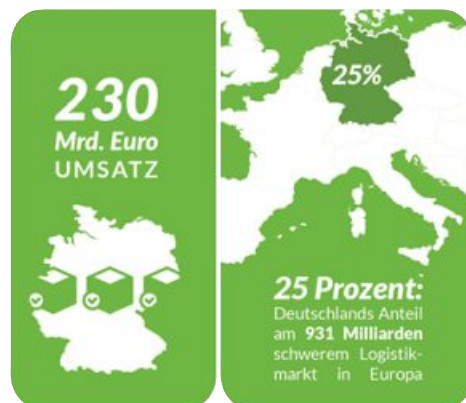 230
Mrd. Euro
UMSATZ
25%
25 Prozent:
Deutschlands Anteil
am 931 Milliarden
schwerem Logistik-
markt in Europa